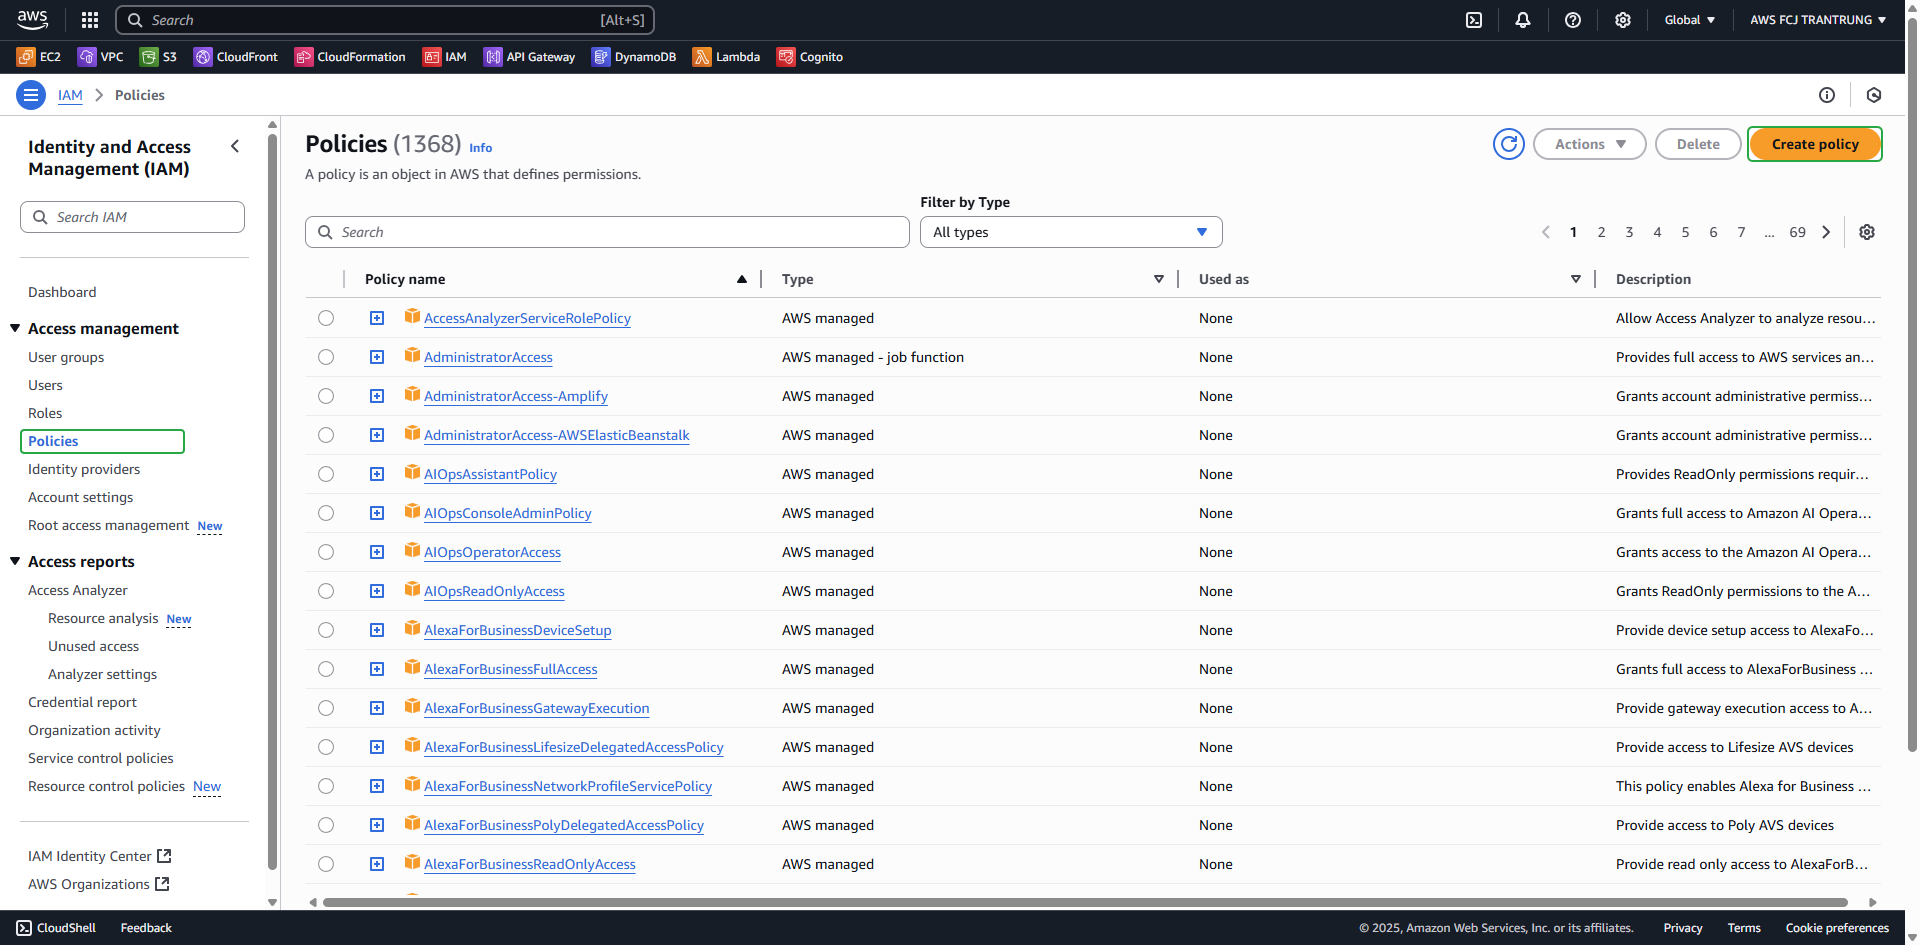 aws
Search
[Alt+S]
Global
AWS FCJ TRANTRUNG
EC2
VPC
S3
CloudFront
CloudFormation
IAM
API Gateway
DynamoDB
Lambda
Cognito
IAM
Policies
Identity and Access
Management (IAM)
Search IAM
Dashboard
Access management
User groups
Users
Roles
Policies
Identity providers
Account settings
Root access management New
Access reports
Access Analyzer
Resource analysis New
Unused access
Analyzer settings
Credential report
Organization activity
Service control policies
Resource control policies New
IAM Identity Center
AWS Organizations
Policies (1368) Info
A policy is an object in AWS that defines permissions.
Actions
Delete
Create policy
Filter by Type
Search
All types
1 2 3 4 5 6 7 ... 69
Policy name Type Used as Description
AccessAnalyzerServiceRolePolicy AWS managed None Allow Access Analyzer to analyze resou...
AdministratorAccess AWS managed - job function None Provides full access to AWS services an...
AdministratorAccess-Amplify AWS managed None Grants account administrative permiss...
AdministratorAccess-AWSElasticBeanstalk AWS managed None Grants account administrative permiss...
AIOpsAssistantPolicy AWS managed None Provides ReadOnly permissions requir...
AIOpsConsoleAdminPolicy AWS managed None Grants full access to Amazon AI Opera...
AIOpsOperatorAccess AWS managed None Grants access to the Amazon AI Opera...
AIOpsReadOnlyAccess AWS managed None Grants ReadOnly permissions to the A...
AlexaForBusinessDeviceSetup AWS managed None Provide device setup access to AlexaFo...
AlexaForBusinessFullAccess AWS managed None Grants full access to AlexaForBusiness ...
AlexaForBusinessGatewayExecution AWS managed None Provide gateway execution access to A...
AlexaForBusinessLifesizeDelegatedAccessPolicy AWS managed None Provide access to Lifesize AVS devices
AlexaForBusinessNetworkProfileServicePolicy AWS managed None This policy enables Alexa for Business ...
AlexaForBusinessPolyDelegatedAccessPolicy AWS managed None Provide access to Poly AVS devices
AlexaForBusinessReadOnlyAccess AWS managed None Provide read only access to AlexaForB...
CloudShell
Feedback
© 2025, Amazon Web Services, Inc. or its affiliates.
Privacy
Terms
Cookie preferences